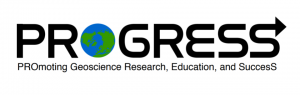 PROGRESS
PROmoting Geoscience Research, Education, and SucceSS